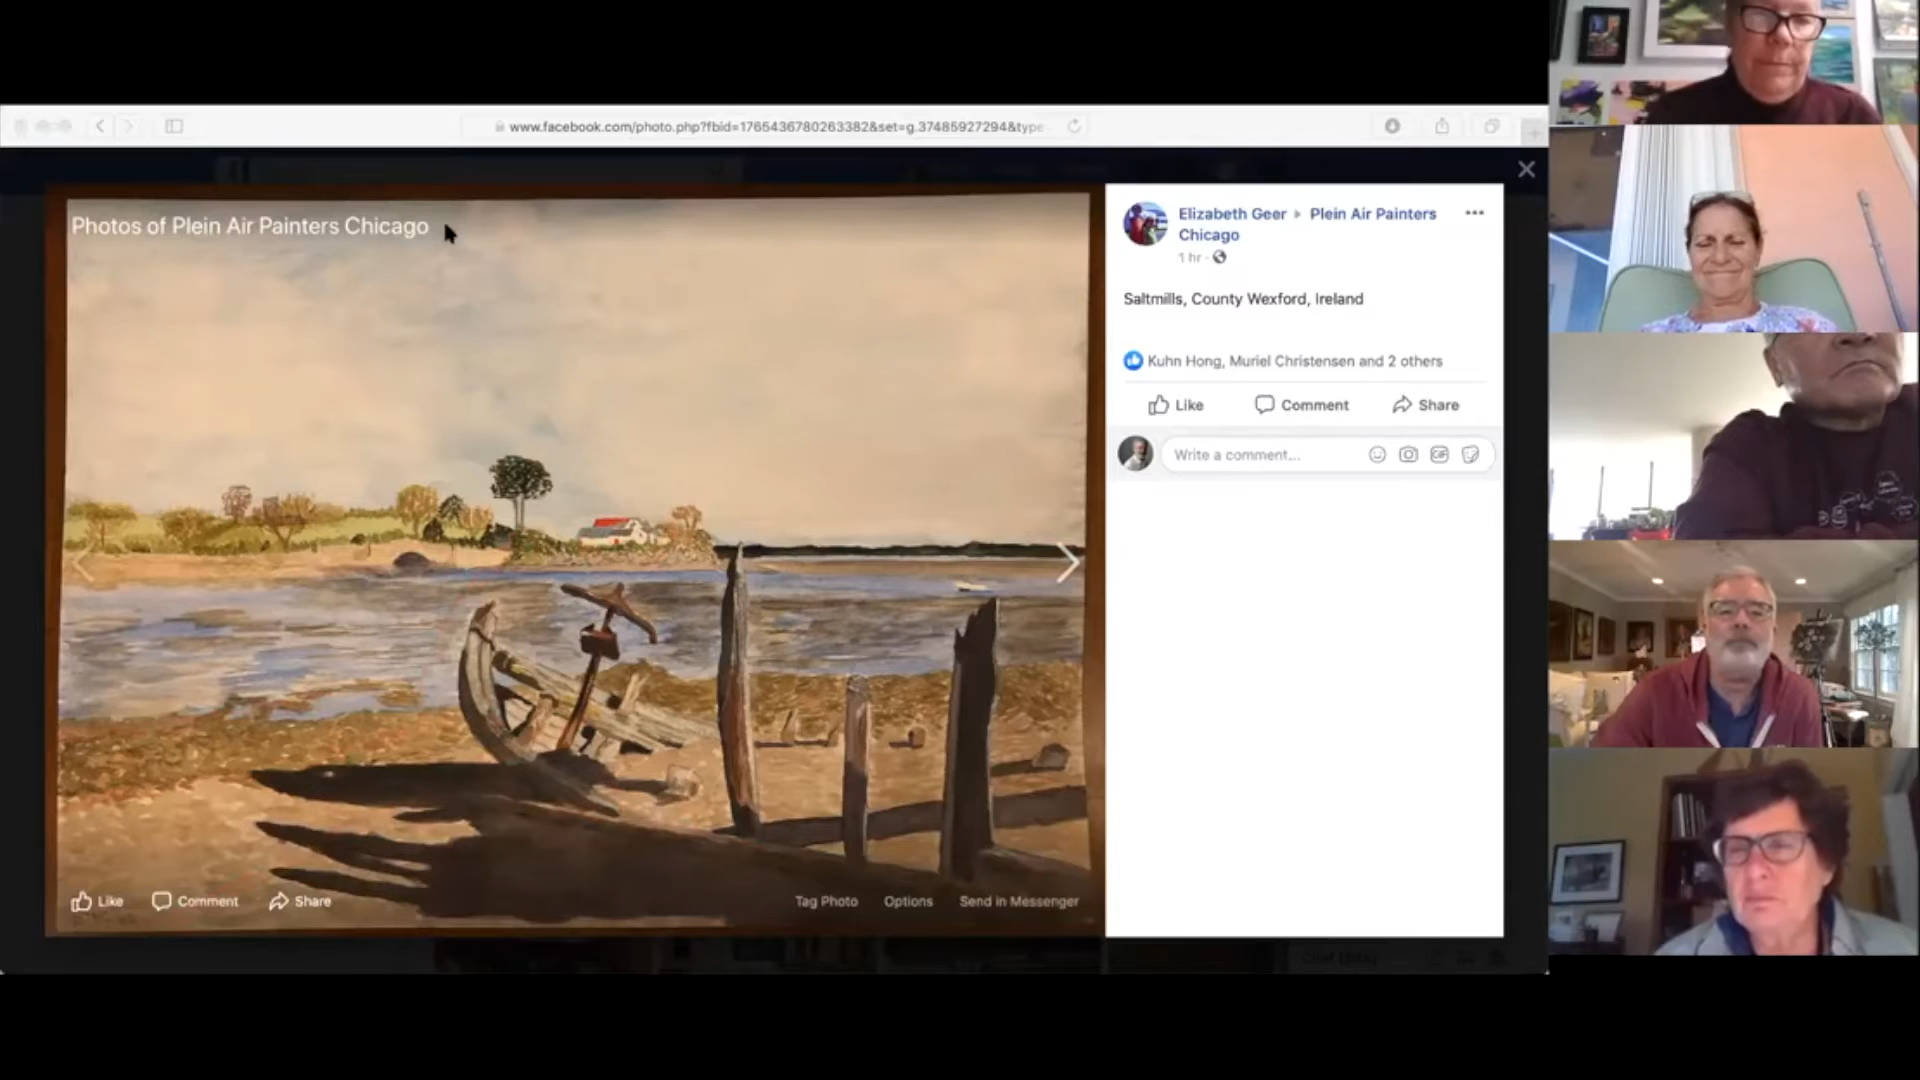 www.facebook.com/photo.php?fbid=1765436780263382&set=g.37485927294&type
Photos of Plein Air Painters Chicago
Elizabeth Geer ▸ Plein Air Painters
Chicago
1 hr ·
Saltmills, County Wexford, Ireland
Kuhn Hong, Muriel Christensen and 2 others
Like Comment Share
Write a comment...
GIF
Like Comment Share
Tag Photo Options Send in Messenger